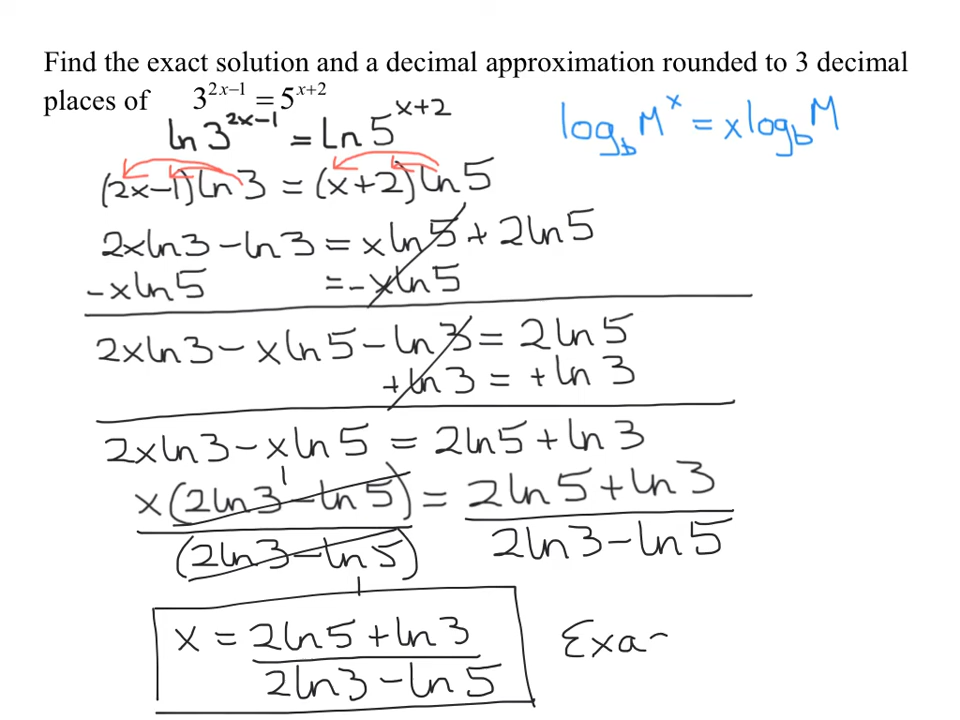 Find the exact solution and a decimal approximation rounded to 3 decimal
places of 3^{2x-1} = 5^{x+2}
ln 3^{2x-1} = ln 5^{x+2}
log_b M^x = x log_b M
(2x-1) ln 3 = (x+2) ln 5
2x ln 3 - ln 3 = x ln 5 + 2 ln 5
-x ln 5 = -x ln 5
2x ln 3 - x ln 5 - ln 3 = 2 ln 5
+ ln 3 = + ln 3
2x ln 3 - x ln 5 = 2 ln 5 + ln 3
1
x (2 ln 3 - ln 5) = 2 ln 5 + ln 3
(2 ln 3 - ln 5) 2 ln 3 - ln 5
1
x = 2 ln 5 + ln 3 Exa
2 ln 3 - ln 5